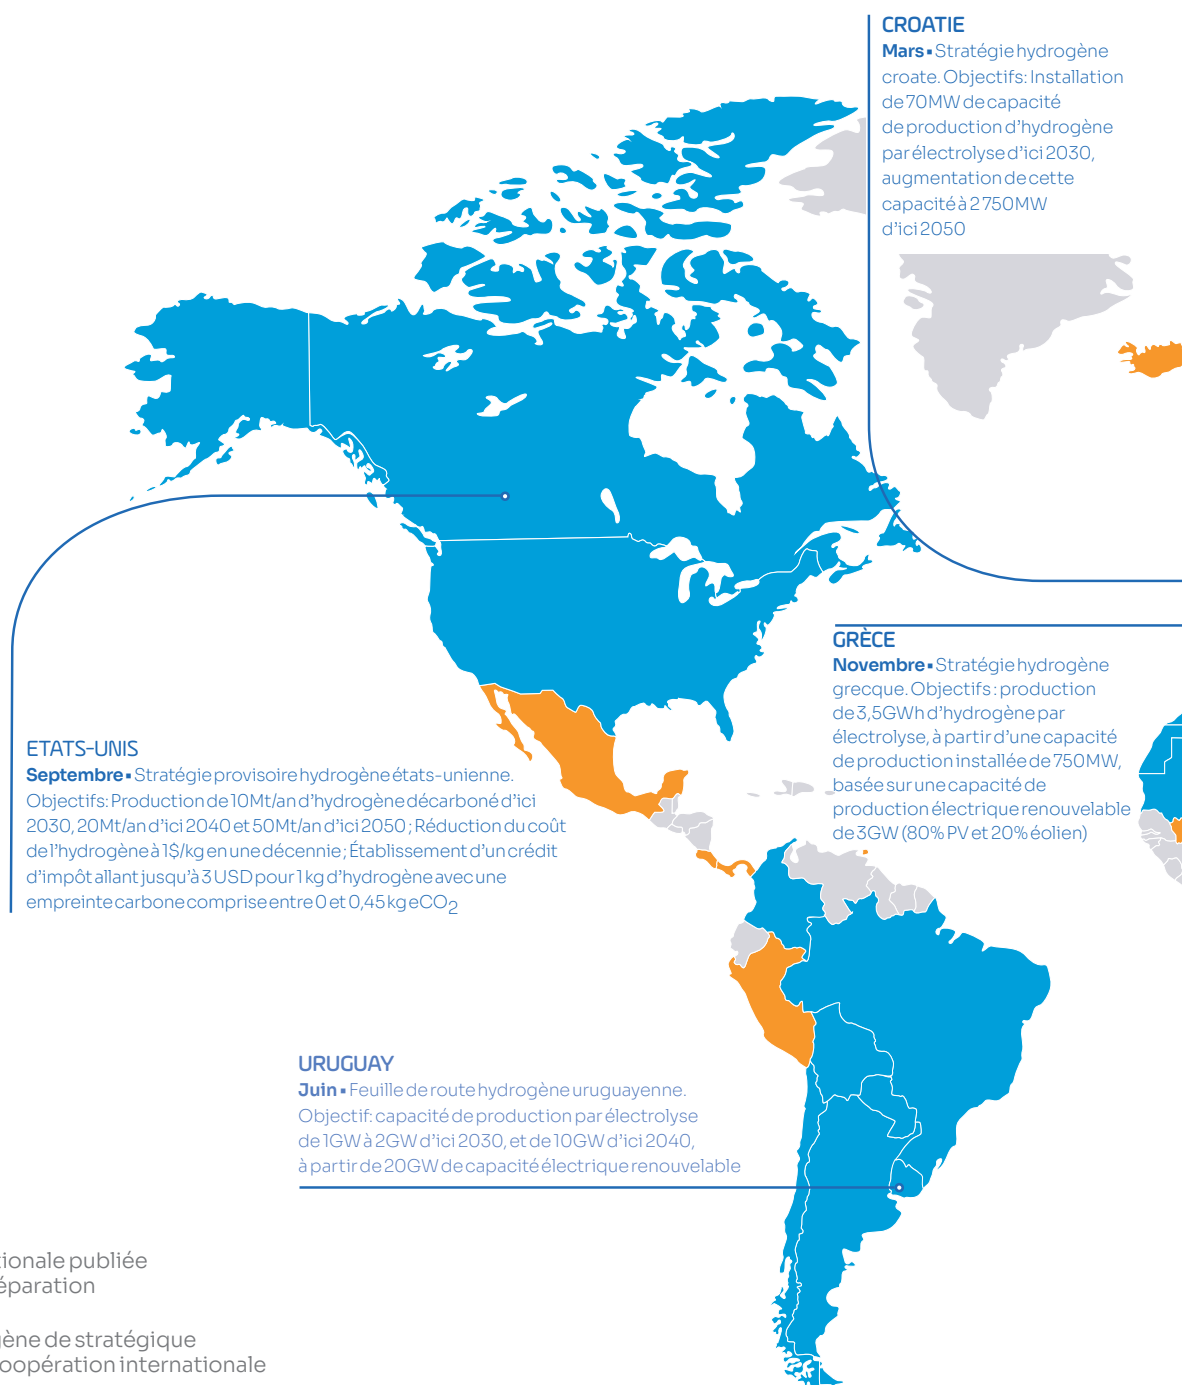 CROATIE
Mars ▪ Stratégie hydrogène
croate. Objectifs: Installation
de 70MW de capacité
de production d’hydrogène
par électrolyse d’ici 2030,
augmentation de cette
capacité à 2 750MW
d’ici 2050
GRÈCE
Novembre ▪ Stratégie hydrogène
grecque. Objectifs : production
de 3,5GWh d’hydrogène par
électrolyse, à partir d’une capacité
de production installée de 750MW,
basée sur une capacité de
production électrique renouvelable
de 3GW (80% PV et 20% éolien)
ETATS-UNIS
Septembre ▪ Stratégie provisoire hydrogène états-unienne.
Objectifs: Production de 10Mt/an d’hydrogène décarboné d’ici
2030, 20Mt/an d’ici 2040 et 50Mt/an d’ici 2050 ; Réduction du coût
de l’hydrogène à 1$/kg en une décennie ; Établissement d’un crédit
d’impôt allant jusqu’à 3 USD pour 1 kg d’hydrogène avec une
empreinte carbone comprise entre 0 et 0,45 kg eCO2
URUGUAY
Juin ▪ Feuille de route hydrogène uruguayenne.
Objectif: capacité de production par électrolyse
de 1GW à 2GW d’ici 2030, et de 10GW d’ici 2040,
à partir de 20GW de capacité électrique renouvelable
tionale publiée
éparation
gène de stratégique
coopération internationale